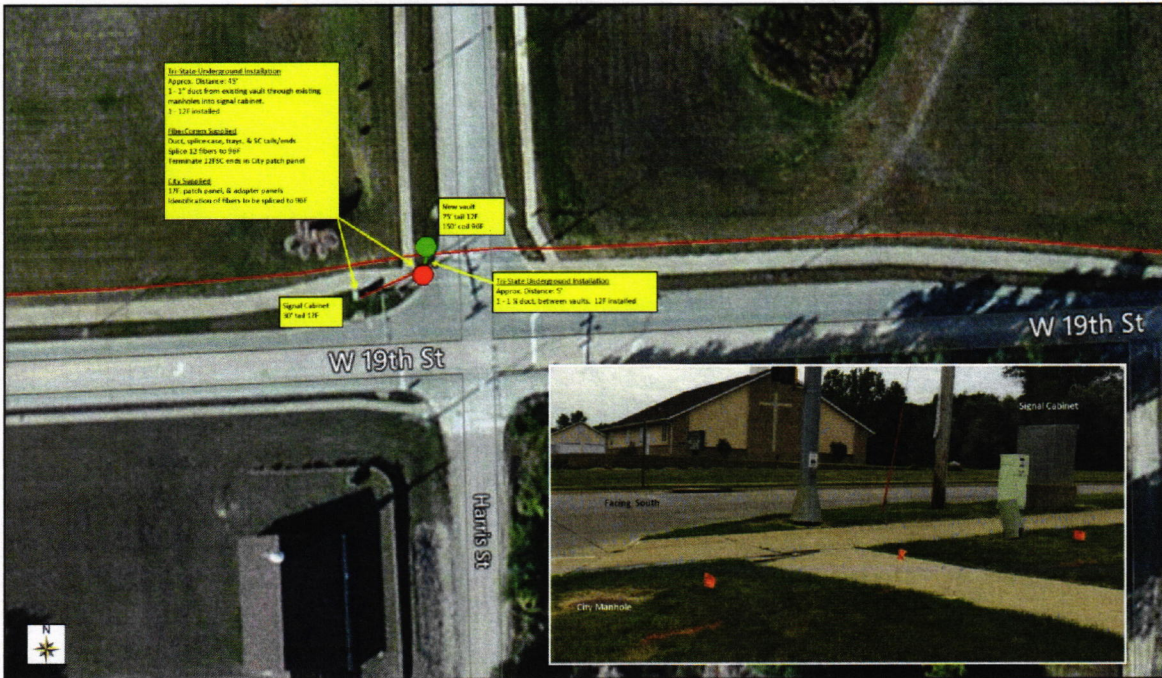 Tri-State Underground Installation
Approx. Distance: 45'
1 - 1" duct from existing vault through existing
manholes into signal cabinet.
1 - 12F installed
FiberComm Supplied
Duct, splice case, trays, & SC tails/ends
Splice 12 fibers to 96F
Terminate 12FSC ends in City patch panel
City Supplied
12F, patch panel, & adapter panels
Identification of fibers to be spliced to 96F
New vault
75' tail 12F
150' coil 96F
Tri-State Underground Installation
Approx. Distance: 5'
1 - 1 ¼ duct, between vaults, 12F installed
Signal Cabinet
30' tail 12F
W 19th St
W 19th St
Harris St
Signal Cabinet
Facing South
City Manhole
N